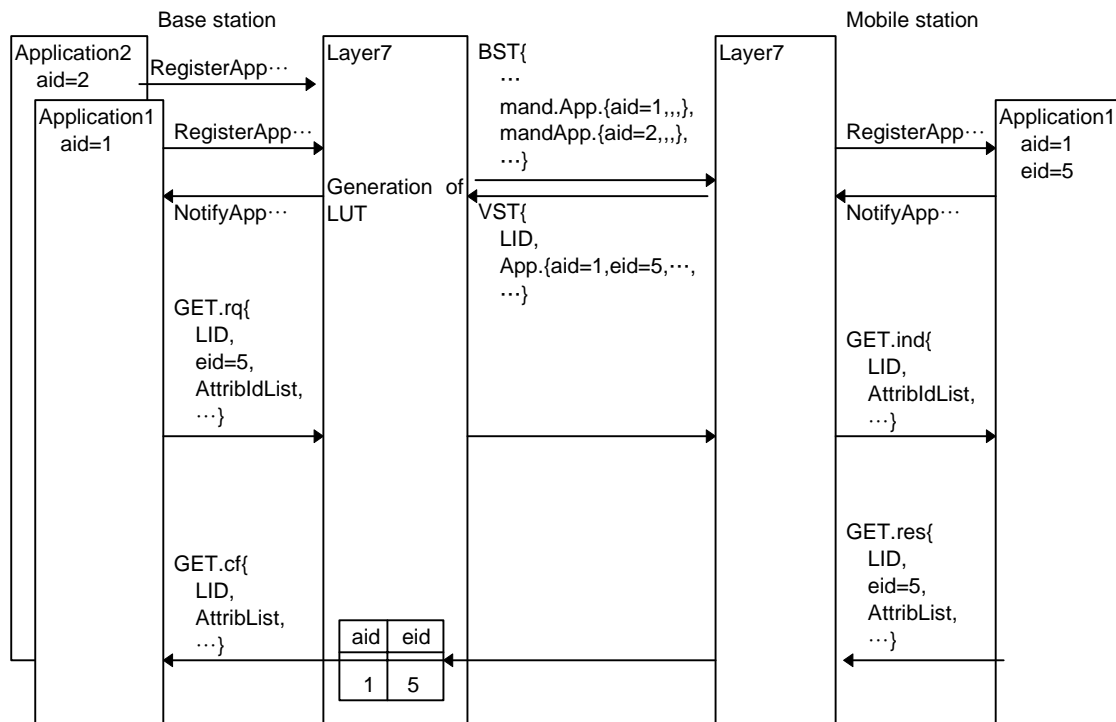 Base station
Mobile station
Application2
aid=2
RegisterApp⋯
Application1
aid=1
RegisterApp⋯
NotifyApp⋯
Layer7
Generation of
LUT
BST{
⋯
mand.App.{aid=1,,,},
mandApp.{aid=2,,,},
⋯}
VST{
LID,
App.{aid=1,eid=5,⋯,
⋯}
Layer7
RegisterApp⋯
NotifyApp⋯
Application1
aid=1
eid=5
GET.rq{
LID,
eid=5,
AttribIdList,
⋯}
GET.ind{
LID,
AttribIdList,
⋯}
GET.res{
LID,
eid=5,
AttribList,
⋯}
GET.cf{
LID,
AttribList,
⋯}
aid eid
1 5